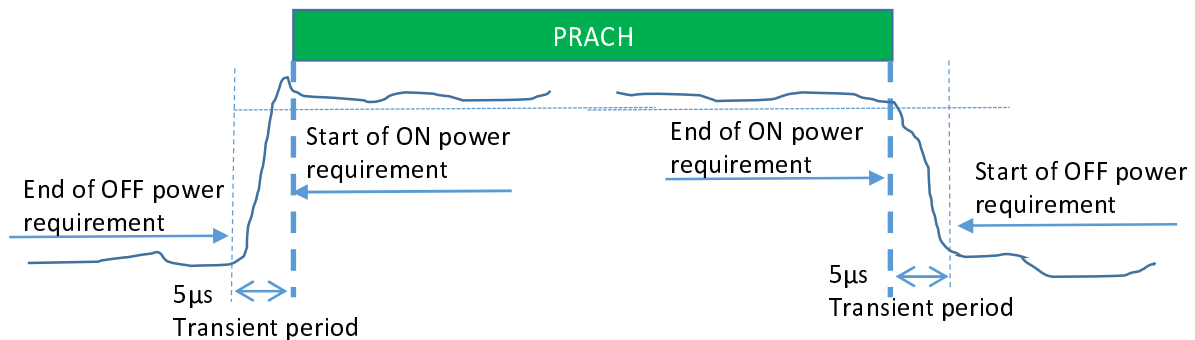 PRACH
Start of ON power
requirement
End of ON power
requirement
End of OFF power
requirement
Start of OFF power
requirement
5µs
Transient period
5µs
Transient period